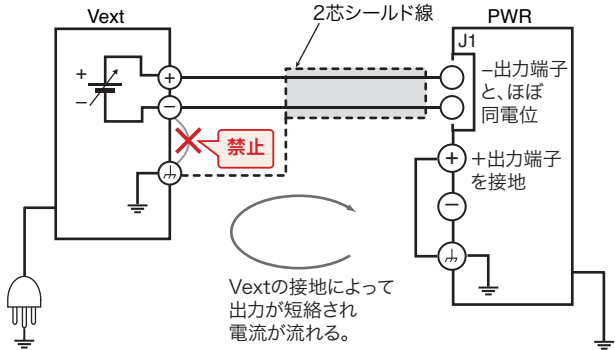 Vext
2芯シールド線
PWR
J1
+
−
+
−
−出力端子
と、ほぼ
同電位
禁止
+
+出力端子
を接地
−
Vextの接地によって
出力が短絡され
電流が流れる。